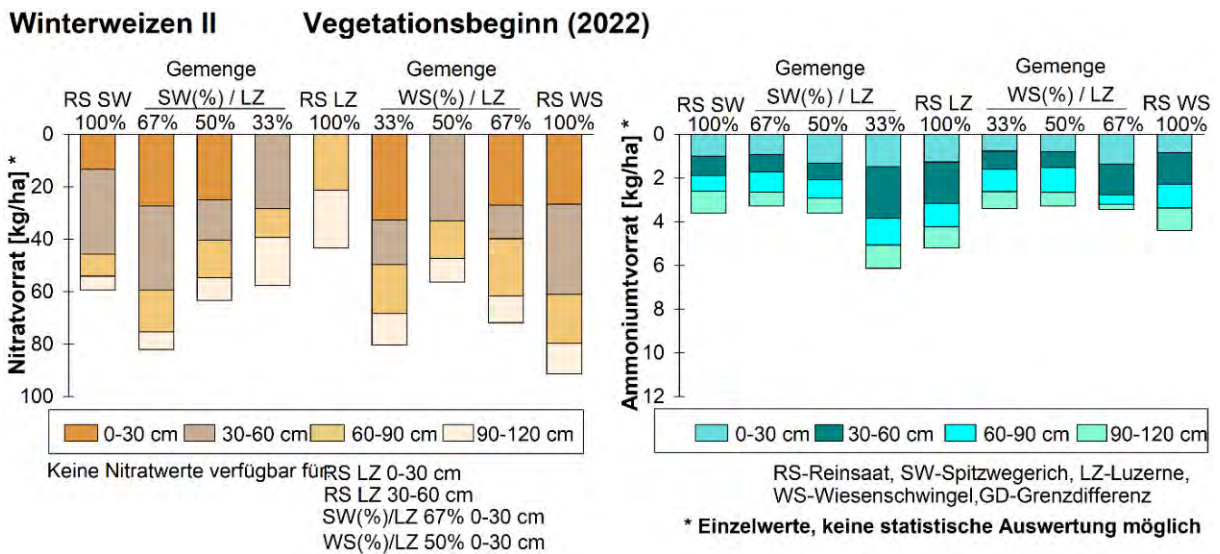 Winterweizen II Vegetationsbeginn (2022)
Gemenge Gemenge
RS SW SW(%) / LZ RS LZ WS(%) / LZ RS WS
100% 67% 50% 33% 100% 33% 50% 67% 100%
Nitratvorrat [kg/ha] *
0
20
40
60
80
100
0-30 cm 30-60 cm 60-90 cm 90-120 cm
Keine Nitratwerte verfügbar für RS LZ 0-30 cm
RS LZ 30-60 cm
SW(%)/LZ 67% 0-30 cm
WS(%)/LZ 50% 0-30 cm
Gemenge Gemenge
RS SW SW(%) / LZ RS LZ WS(%) / LZ RS WS
100% 67% 50% 33% 100% 33% 50% 67% 100%
Ammoniumtvorrat [kg/ha] *
0
2
4
6
8
10
12
0-30 cm 30-60 cm 60-90 cm 90-120 cm
RS-Reinsaat, SW-Spitzwegerich, LZ-Luzerne,
WS-Wiesenschwingel,GD-Grenzdifferenz
* Einzelwerte, keine statistische Auswertung möglich